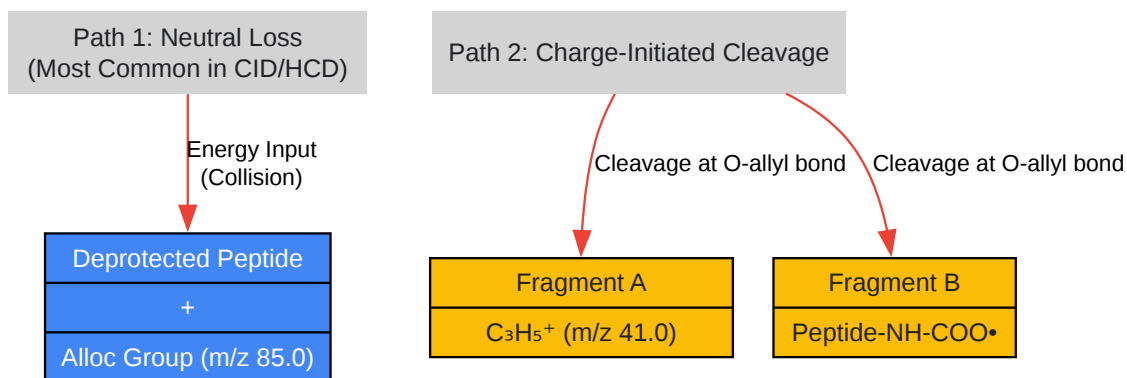 Path 1: Neutral Loss
(Most Common in CID/HCD)
Path 2: Charge-Initiated Cleavage
Energy Input
(Collision)
Cleavage at O-allyl bond
Cleavage at O-allyl bond
Deprotected Peptide
+
Alloc Group (m/z 85.0)
Fragment A
C₃H₅⁺ (m/z 41.0)
Fragment B
Peptide-NH-COO•